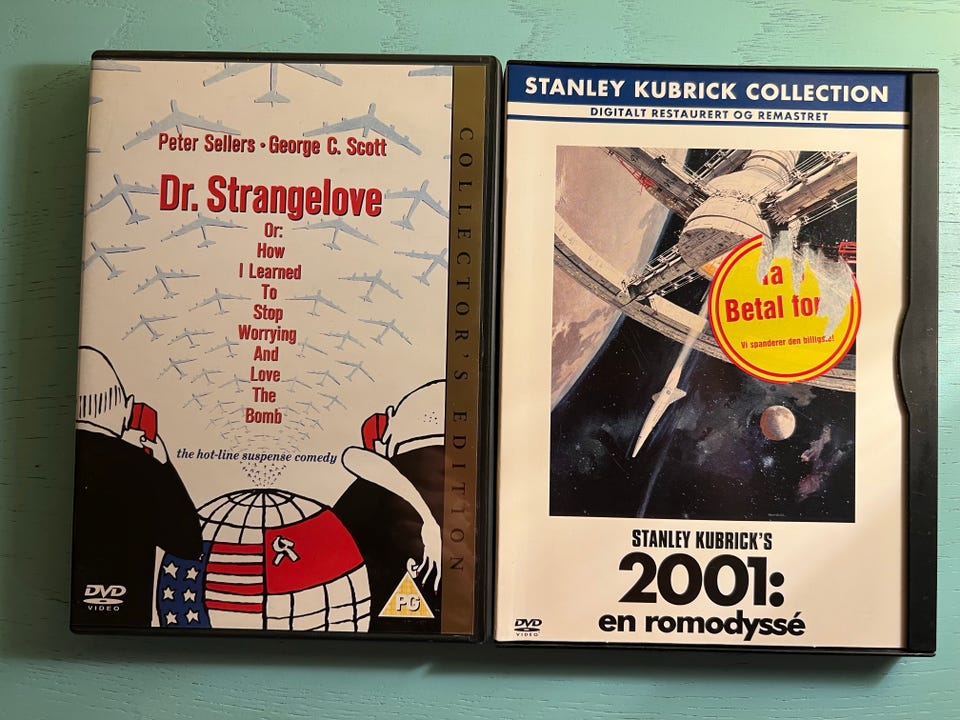 Peter Sellers • George C. Scott
Dr. Strangelove
Or:
How
I Learned
To
Stop
Worrying
And
Love
The
Bomb
the hot-line suspense comedy
DVD
VIDEO
PG
COLLECTOR'S EDITION
STANLEY KUBRICK COLLECTION
DIGITALT RESTAURERT OG REMASTRET
Betal for
Vi spanderer den billigste!
STANLEY KUBRICK'S
2001:
en romodyssé
DVD
VIDEO